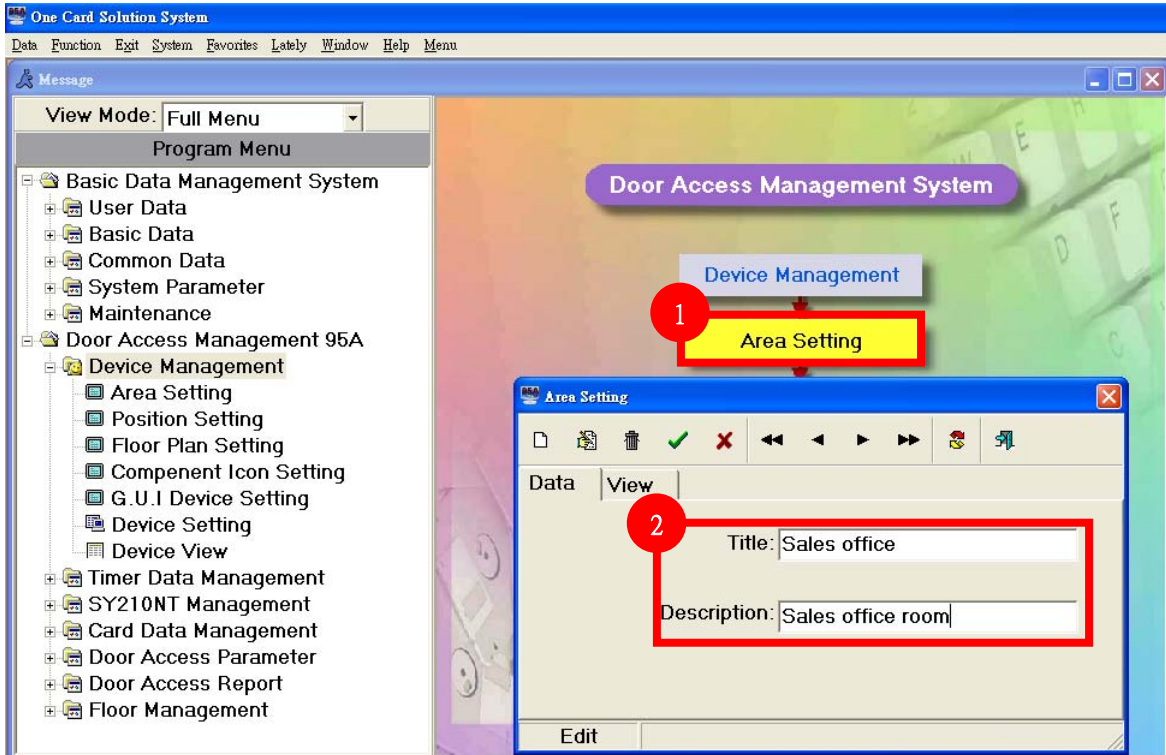 One Card Solution System
Data Function Exit System Favorites Lately Window Help Menu
Message
View Mode: Full Menu
Program Menu
Basic Data Management System
User Data
Basic Data
Common Data
System Parameter
Maintenance
Door Access Management 95A
Device Management
Area Setting
Position Setting
Floor Plan Setting
Compenent Icon Setting
G.U.I Device Setting
Device Setting
Device View
Timer Data Management
SY210NT Management
Card Data Management
Door Access Parameter
Door Access Report
Floor Management
Door Access Management System
Device Management
1
Area Setting
Area Setting
Data View
2
Title: Sales office
Description: Sales office room
Edit